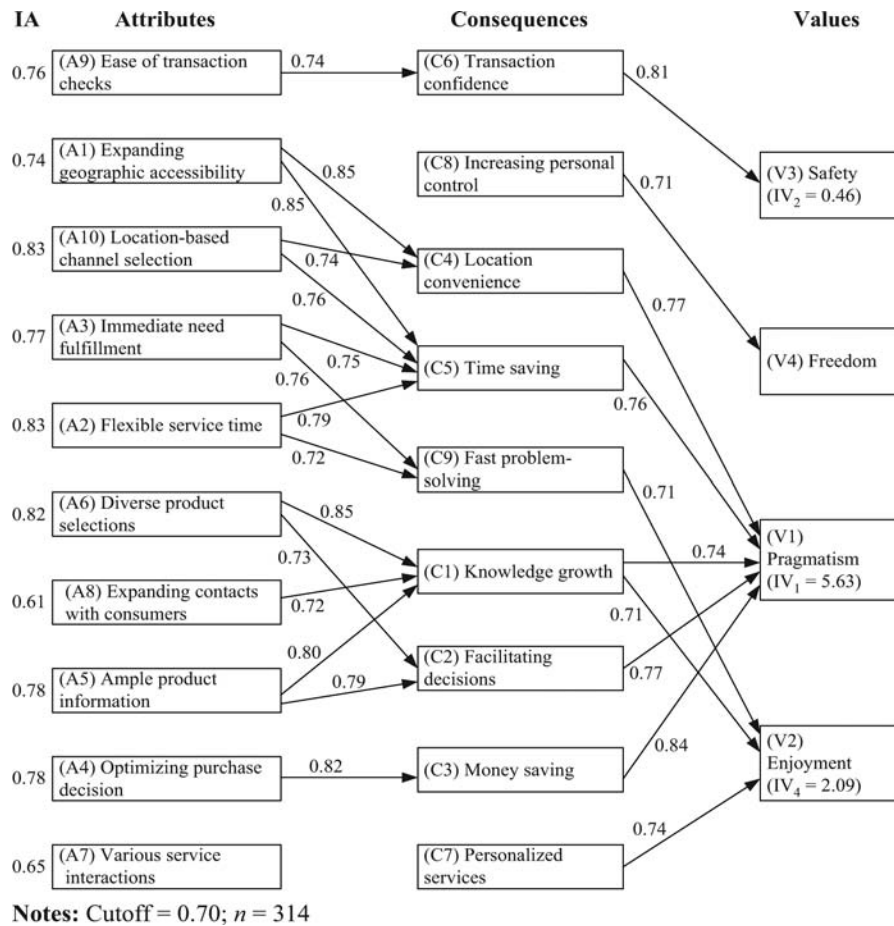 IA Attributes Consequences Values
0.76
(A9) Ease of transaction
checks
0.74
(C6) Transaction
confidence
0.81
0.74
(A1) Expanding
geographic accessibility
0.85
0.85
(C8) Increasing personal
control
0.71
(V3) Safety
(IV2 = 0.46)
0.83
(A10) Location-based
channel selection
0.74
0.76
(C4) Location
convenience
0.77
0.77
(A3) Immediate need
fulfillment
0.75
0.76
(C5) Time saving
0.76
(V4) Freedom
0.83
(A2) Flexible service time
0.79
0.72
(C9) Fast problem-
solving
0.71
0.82
(A6) Diverse product
selections
0.85
0.73
(C1) Knowledge growth
0.74
0.71
(V1)
Pragmatism
(IV1 = 5.63)
0.61
(A8) Expanding contacts
with consumers
0.72
0.80
(C2) Facilitating
decisions
0.77
0.78
(A5) Ample product
information
0.79
0.84
(V2)
Enjoyment
(IV4 = 2.09)
0.78
(A4) Optimizing purchase
decision
0.82
(C3) Money saving
0.74
0.65
(A7) Various service
interactions
(C7) Personalized
services
Notes: Cutoff = 0.70; n = 314